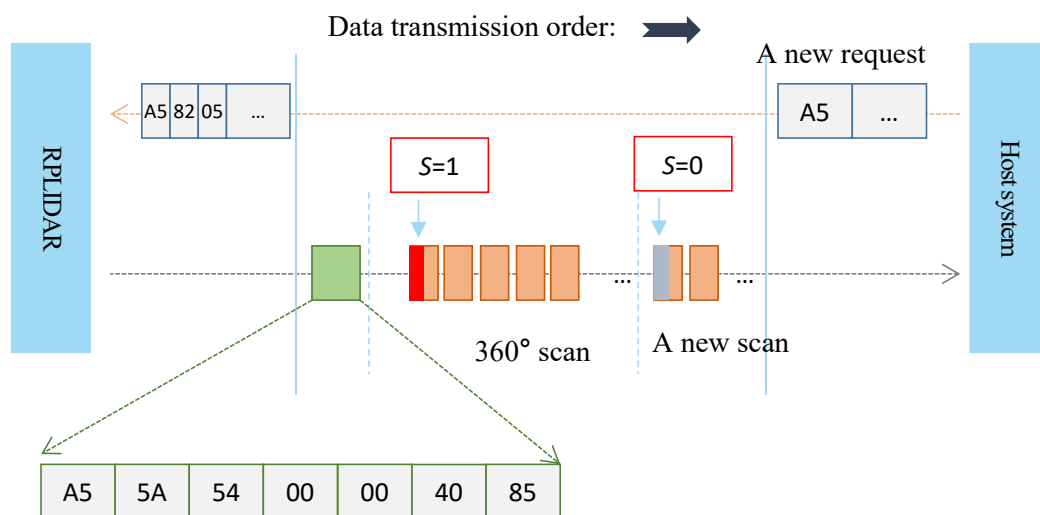 Data transmission order:
A new request
RPLIDAR
A5 82 05 ...
A5 ...
Host system
S=1
S=0
...
...
360° scan
A new scan
A5 5A 54 00 00 40 85